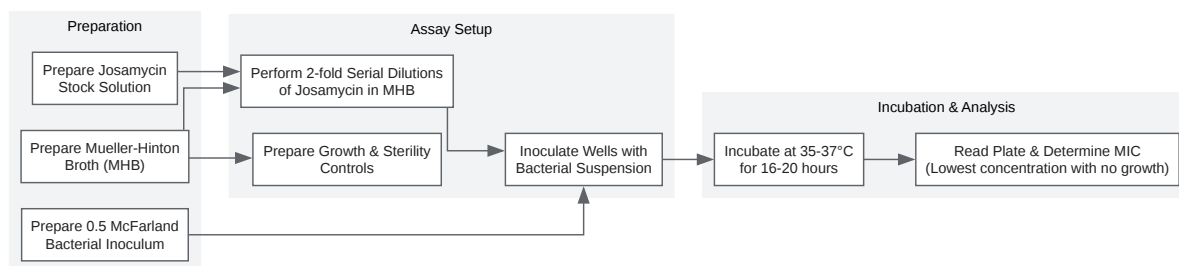 Preparation
Prepare Josamycin
Stock Solution
Prepare Mueller-Hinton
Broth (MHB)
Prepare 0.5 McFarland
Bacterial Inoculum
Assay Setup
Perform 2-fold Serial Dilutions
of Josamycin in MHB
Prepare Growth & Sterility
Controls
Inoculate Wells with
Bacterial Suspension
Incubation & Analysis
Incubate at 35-37°C
for 16-20 hours
Read Plate & Determine MIC
(Lowest concentration with no growth)